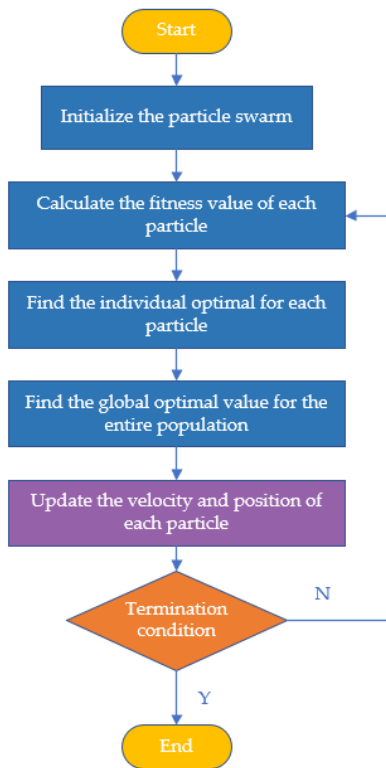 Start
Initialize the particle swarm
Calculate the fitness value of each
particle
Find the individual optimal for each
particle
Find the global optimal value for the
entire population
Update the velocity and position of
each particle
Termination
condition
N
Y
End